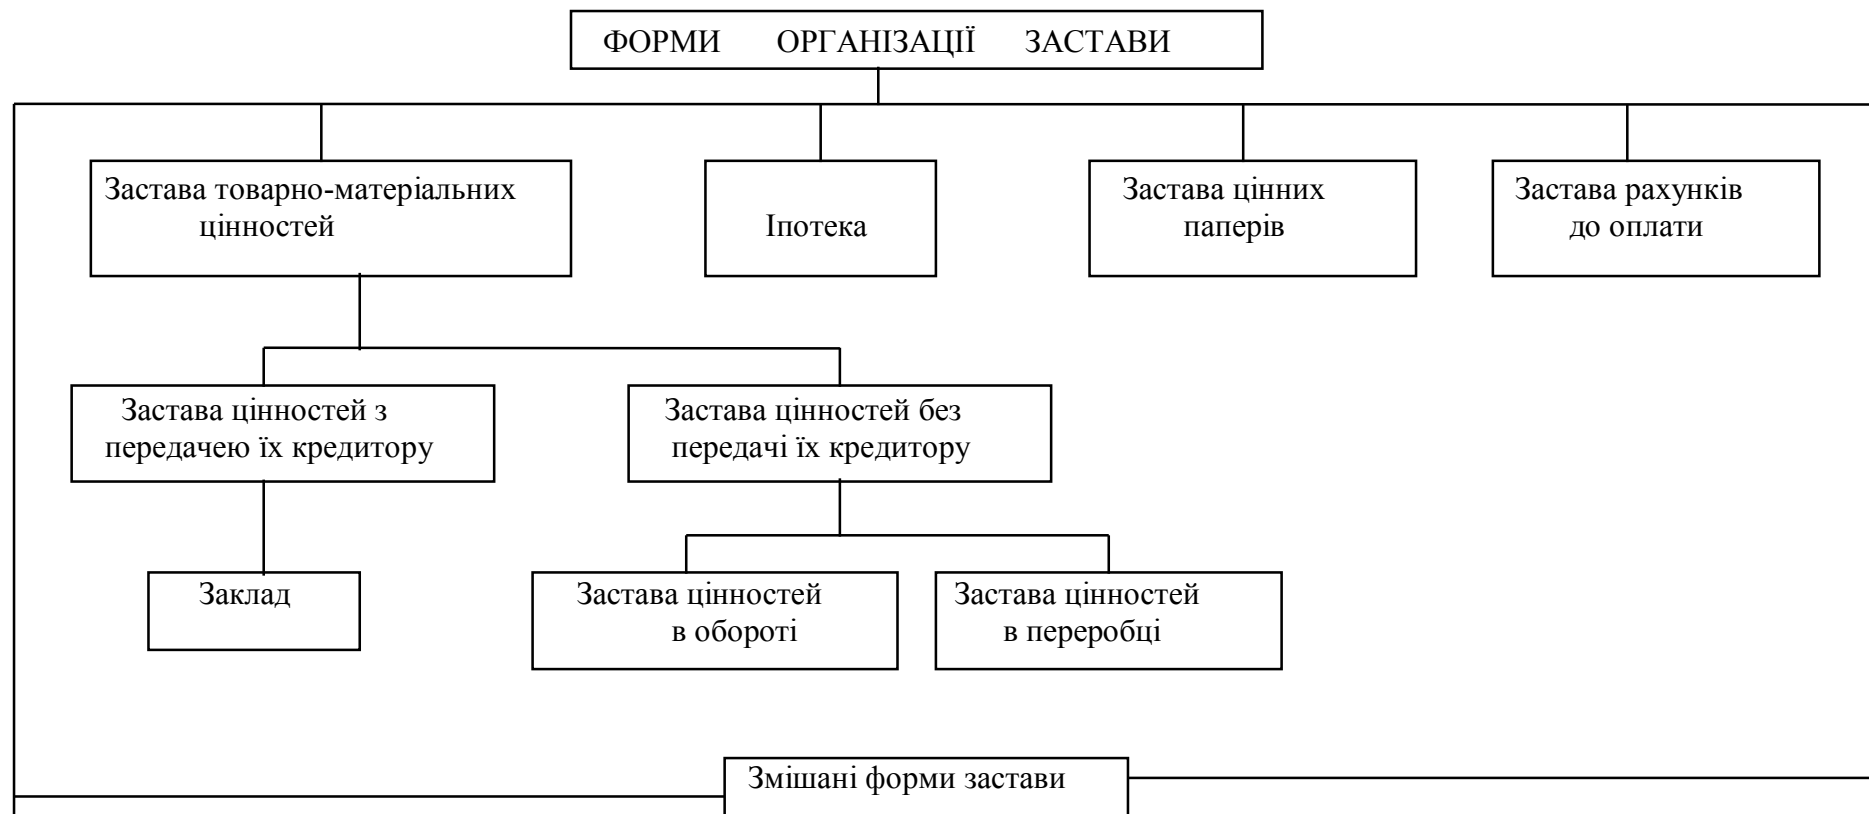 ФОРМИ ОРГАНІЗАЦІЇ ЗАСТАВИ
Застава товарно-матеріальних
цінностей
Іпотека
Застава цінних
паперів
Застава рахунків
до оплати
Застава цінностей з
передачею їх кредитору
Застава цінностей без
передачі їх кредитору
Заклад
Застава цінностей
в обороті
Застава цінностей
в переробці
Змішані форми застави